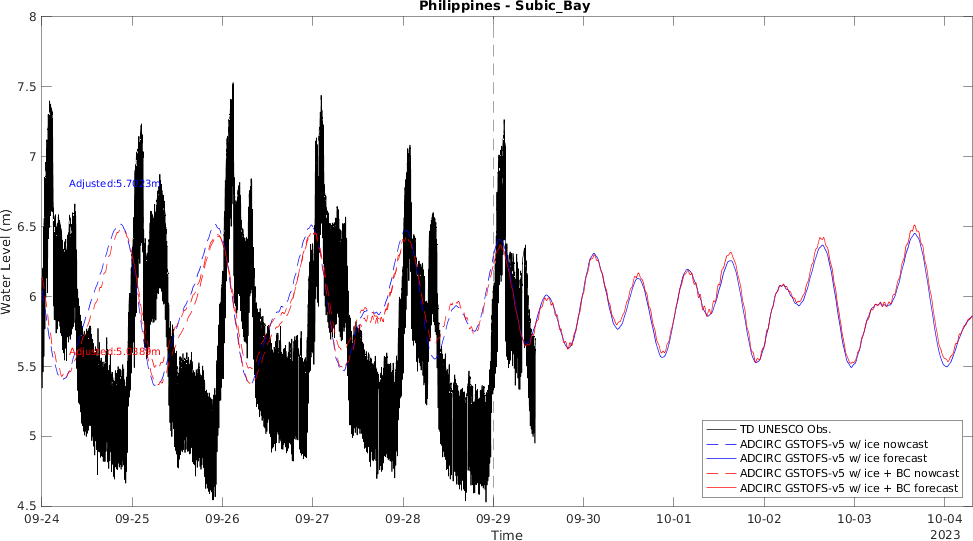 Philippines - Subic_Bay
8
7.5
7
6.5
6
5.5
5
4.5
Water Level (m)
Adjusted:5.7023m
Adjusted:5.0389m
TD UNESCO Obs.
ADCIRC GSTOFS-v5 w/ ice nowcast
ADCIRC GSTOFS-v5 w/ ice forecast
ADCIRC GSTOFS-v5 w/ ice + BC nowcast
ADCIRC GSTOFS-v5 w/ ice + BC forecast
09-24 09-25 09-26 09-27 09-28 09-29 09-30 10-01 10-02 10-03 10-04
Time
2023